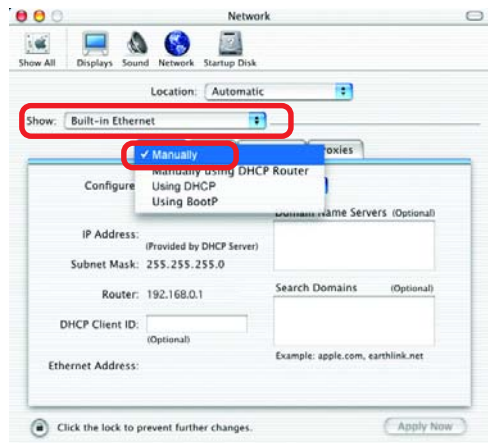 Network
Show All Displays Sound Network Startup Disk
Location: Automatic
Show: Built-in Ethernet
✓ Manually
Manually using DHCP Router
Using DHCP
Using BootP
Proxies
Configure
Domain Name Servers (Optional)
IP Address:
(Provided by DHCP Server)
Subnet Mask: 255.255.255.0
Router: 192.168.0.1
Search Domains (Optional)
DHCP Client ID:
(Optional)
Example: apple.com, earthlink.net
Ethernet Address:
Click the lock to prevent further changes.
Apply Now